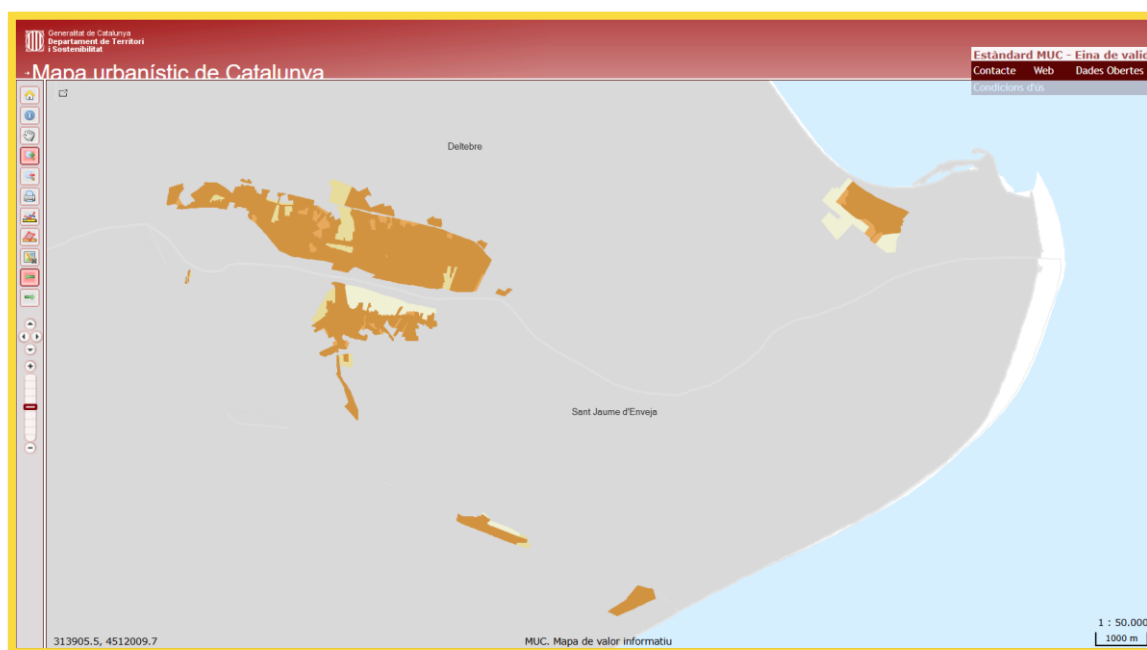 Generalitat de Catalunya
Departament de Territori
i Sostenibilitat
Mapa urbanístic de Catalunya
Estàndard MUC - Eina de valid
Contacte Web Dades Obertes
Condicions d'ús
Deltebre
Sant Jaume d'Enveja
313905.5, 4512009.7
MUC. Mapa de valor informatiu
1 : 50.000
1000 m